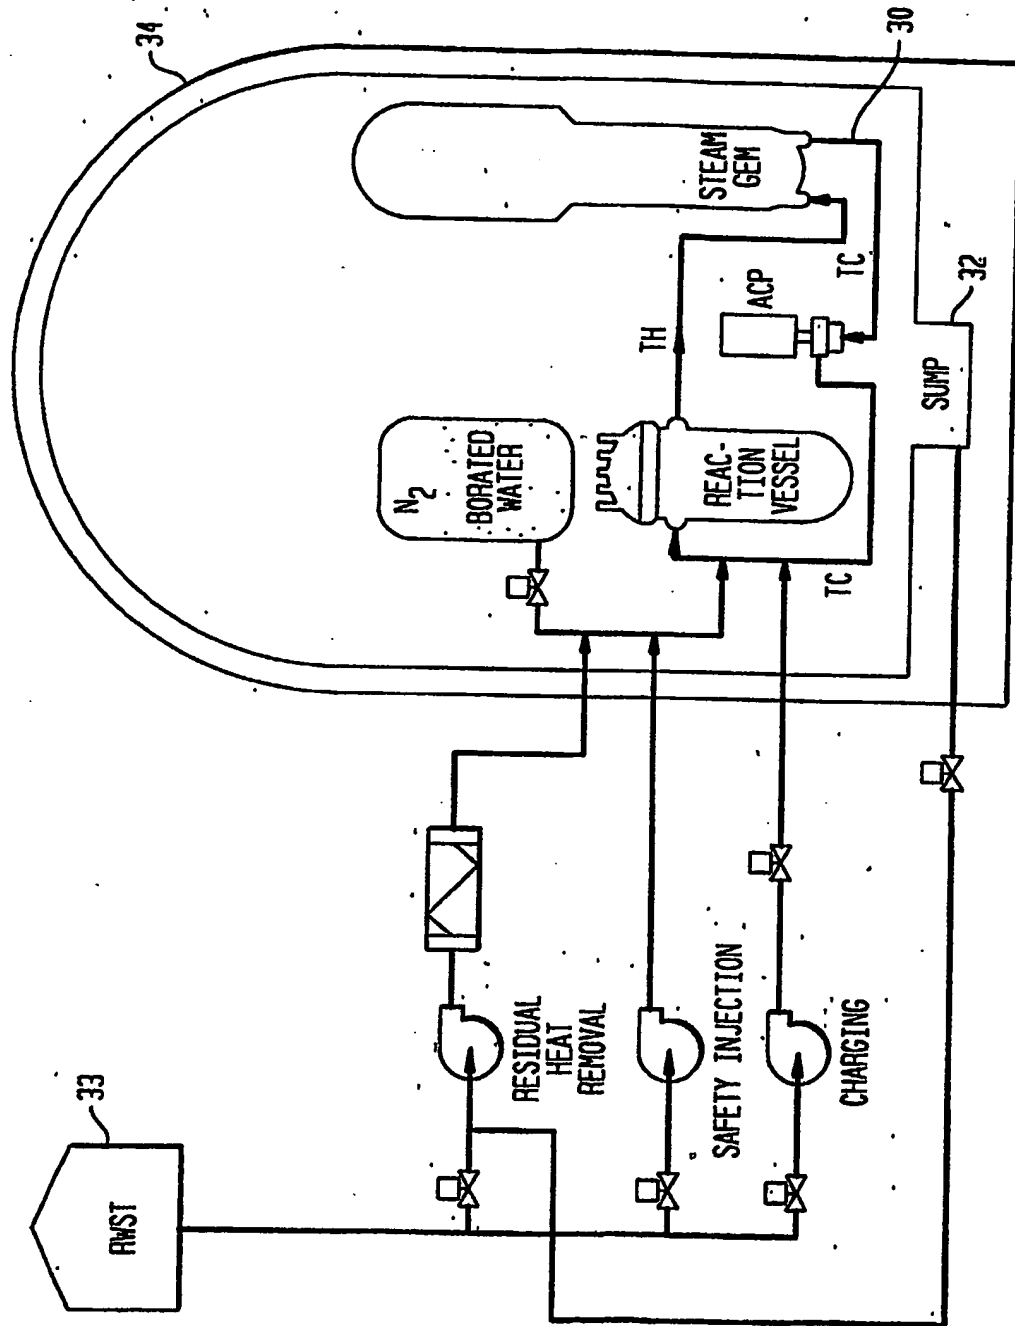 34
30
STEAM
GEM
TC
32
ACP
TH
SUMP
N2
BORATED
WATER
REAC-
TION
VESSEL
TC
RESIDUAL
HEAT
REMOVAL
SAFETY INJECTION
CHARGING
33
RWST